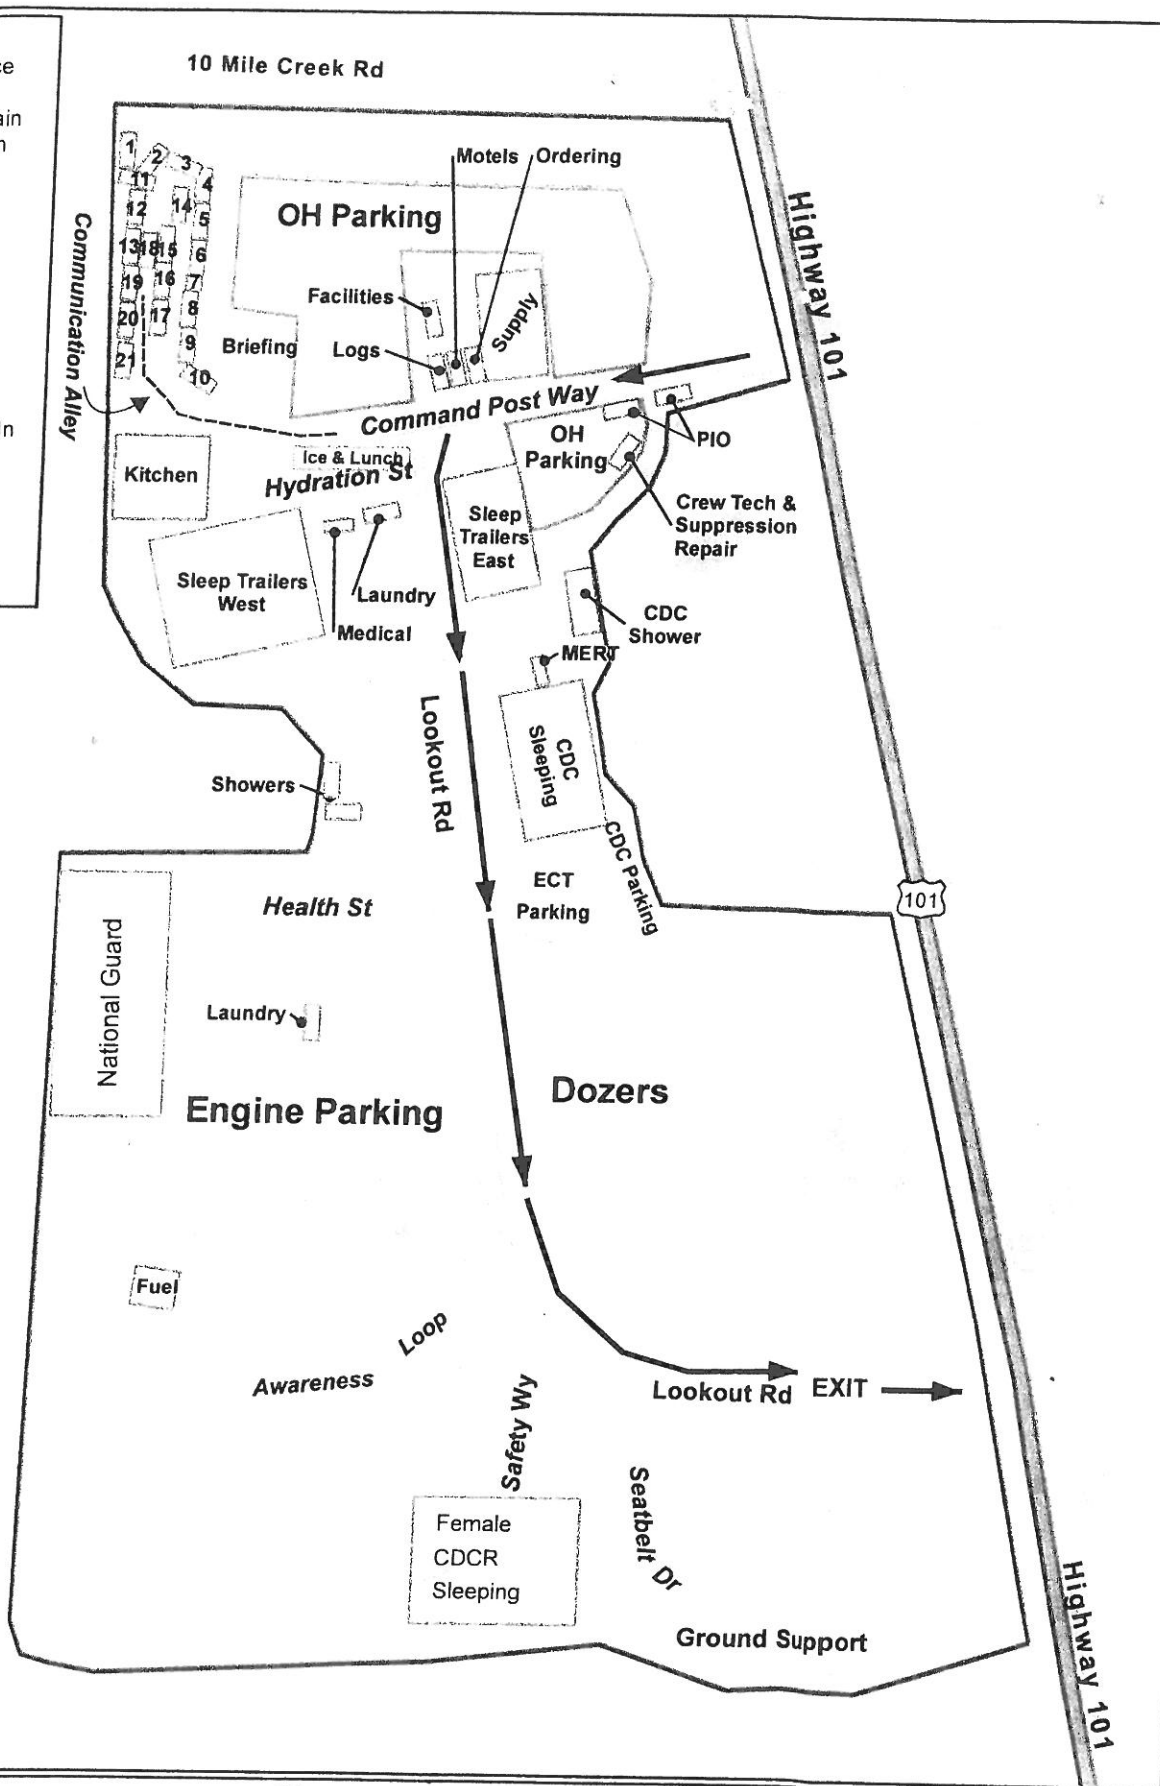 ce
ain
n
In
10 Mile Creek Rd
Motels
Ordering
1
2
3
11
4
12
14
5
13
18
15
6
19
16
7
20
17
8
9
21
10
OH Parking
Highway 101
Communication Alley
Facilities
Supply
Briefing
Logs
Command Post Way
OH
Parking
PIO
Ice & Lunch
Kitchen
Hydration St
Crew Tech &
Suppression
Repair
Sleep
Trailers
East
Sleep Trailers
West
Laundry
Medical
CDC
Shower
MERT
Lookout Rd
CDC
Sleeping
Showers
CDC Parking
ECT
Parking
101
Health St
National Guard
Laundry
Engine Parking
Dozers
Fuel
Loop
Awareness
Safety Wy
Lookout Rd
EXIT
Seatbelt Dr
Female
CDCR
Sleeping
Ground Support
Highway 101